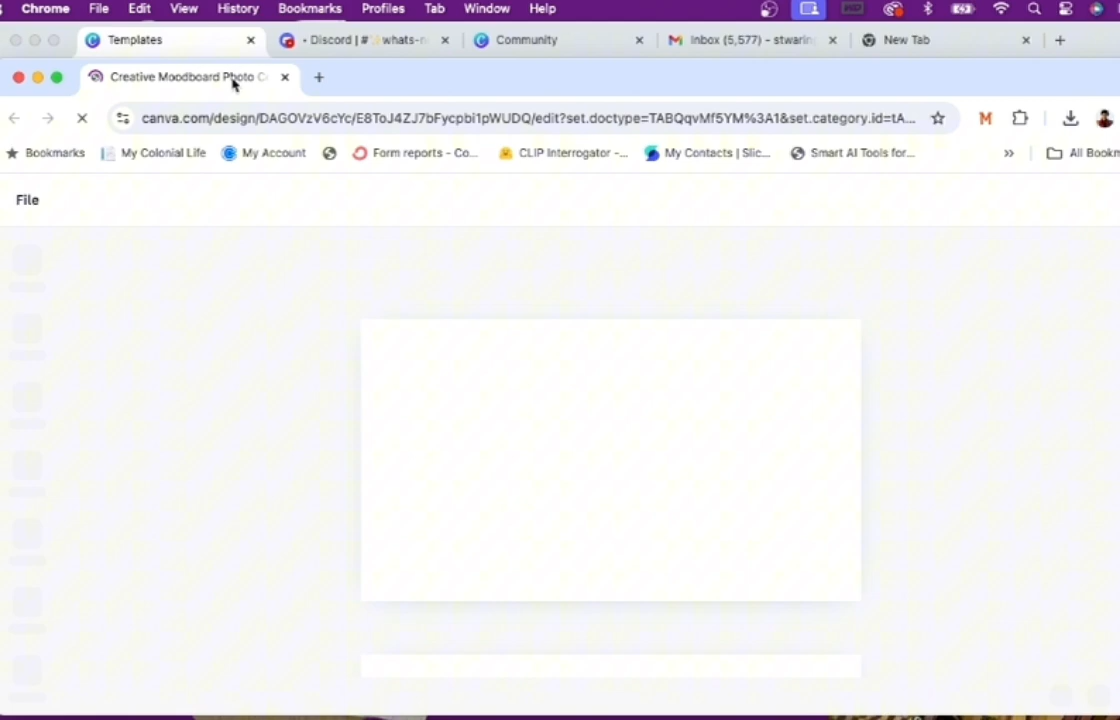 Chrome File Edit View History Bookmarks Profiles Tab Window Help
Templates Discord | # whats-n Community Inbox (5,577) - stwarin New Tab
Creative Moodboard Photo C
canva.com/design/DAGOVzV6cYc/E8ToJ4ZJ7bFycpbi1pWUDQ/edit?set.doctype=TABQqvMf5YM%3A1&set.category.id=tA...
Bookmarks My Colonial Life My Account Form reports - Co... CLIP Interrogator -... My Contacts | Slic... Smart AI Tools for... » All Bookm
File